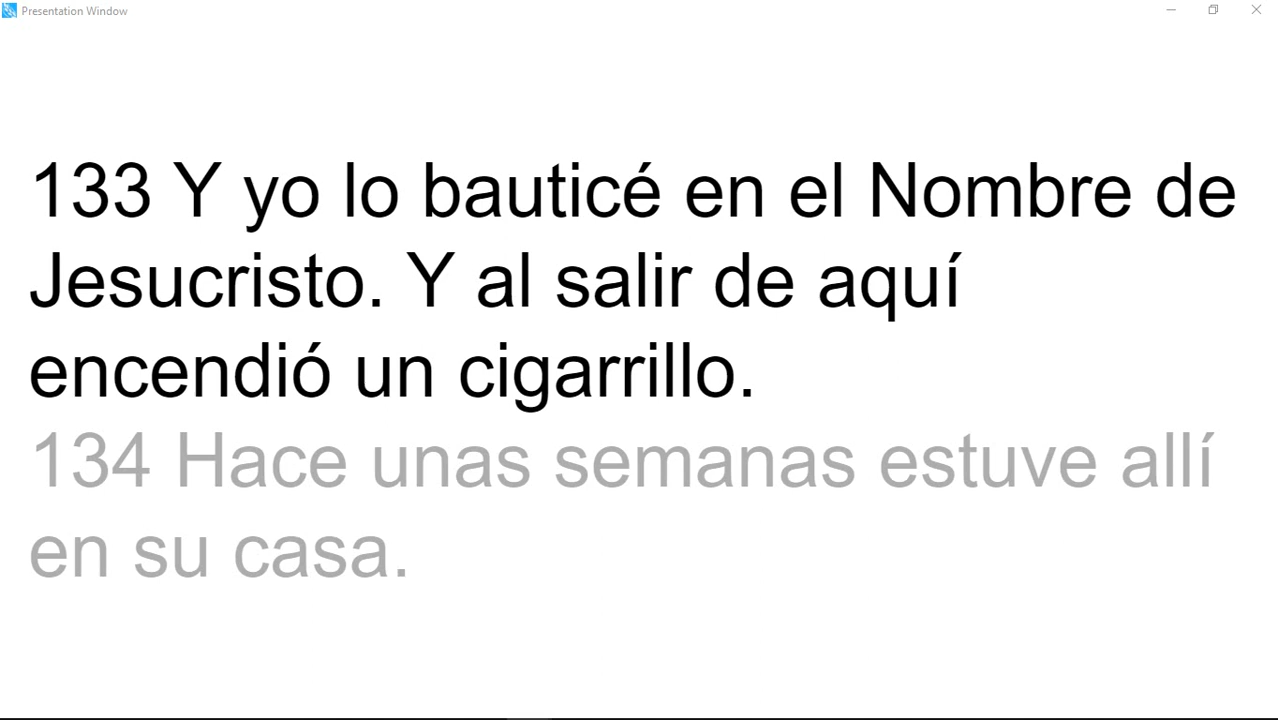 Presentation Window
133 Y yo lo bauticé en el Nombre de
Jesucristo. Y al salir de aquí
encendió un cigarrillo.
134 Hace unas semanas estuve allí
en su casa.